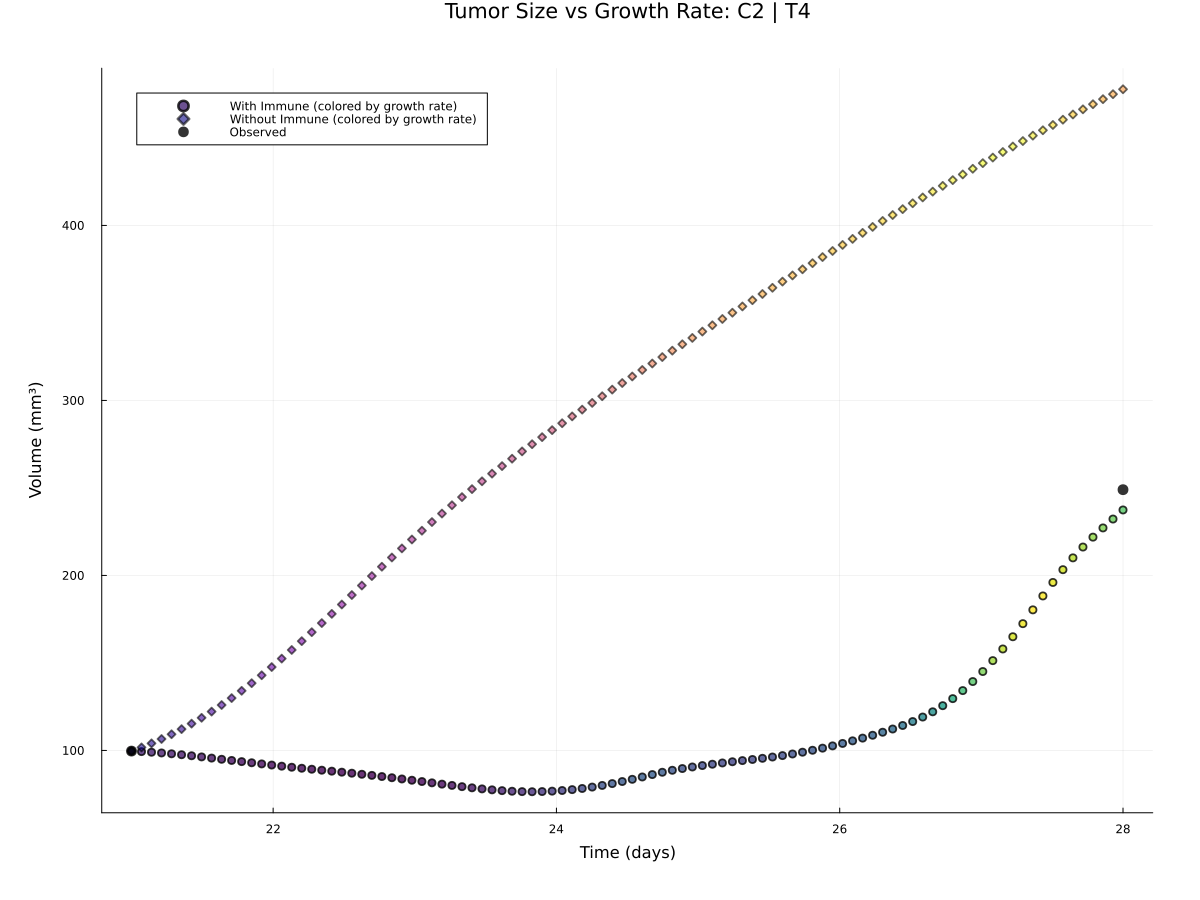 Tumor Size vs Growth Rate: C2 | T4
With Immune (colored by growth rate)
Without Immune (colored by growth rate)
Observed
Volume (mm³)
400
300
200
100
22
24
26
28
Time (days)